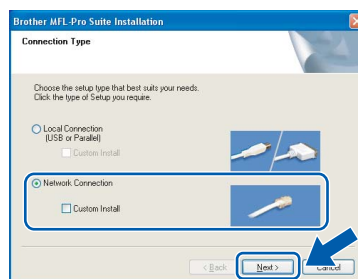 Brother MFL-Pro Suite Installation
Connection Type
Choose the setup type that best suits your needs.
Click the type of Setup you require.
Local Connection
(USB or Parallel)
Custom Install
Network Connection
Custom Install
< Back
Next >
Cancel